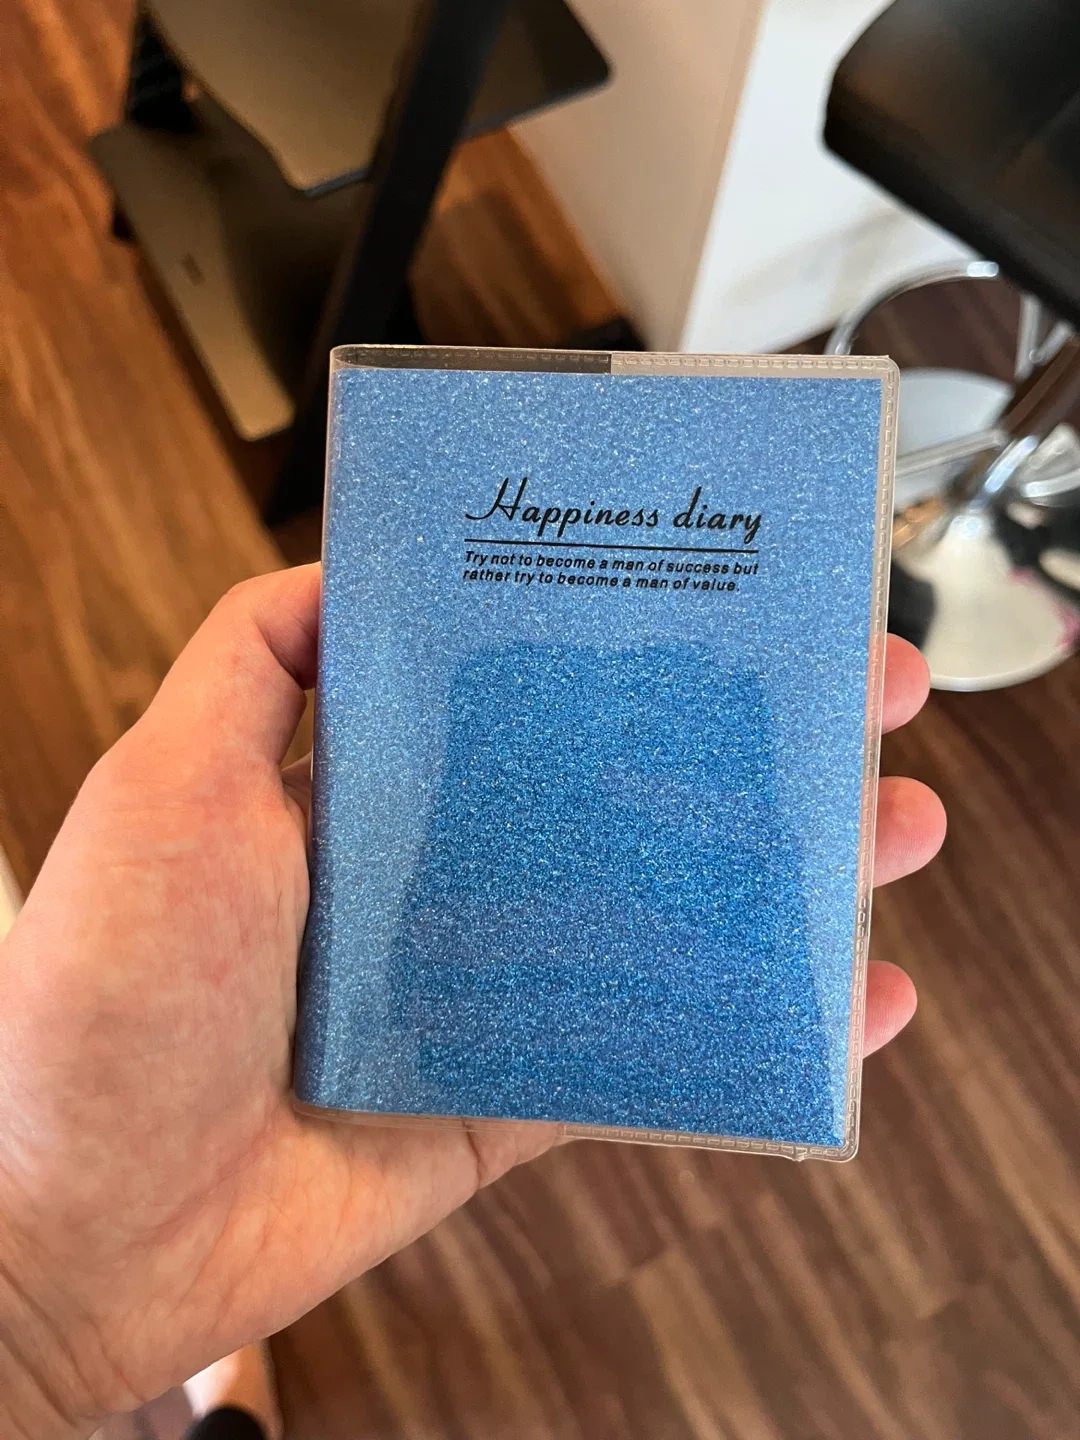 Happiness diary
Try not to become a man of success but
rather try to become a man of value.